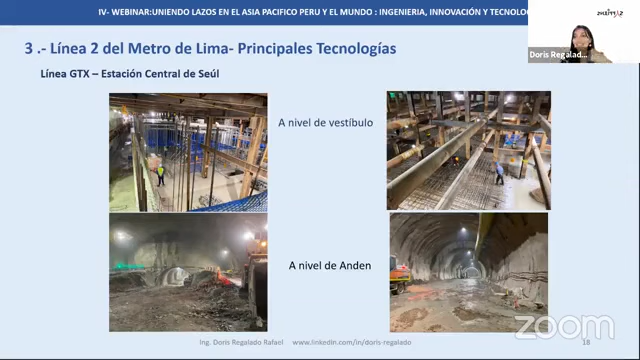 IV- WEBINAR:UNIENDO LAZOS EN EL ASIA PACIFICO PERU Y EL MUNDO : INGENIERIA, INNOVACIÓN Y TECNOLO
Doris Regalad...
3 .- Línea 2 del Metro de Lima- Principales Tecnologías
Línea GTX – Estación Central de Seúl
A nivel de vestíbulo
A nivel de Anden
Ing. Doris Regalado Rafael www.linkedin.com/in/doris regalado
18
zoom